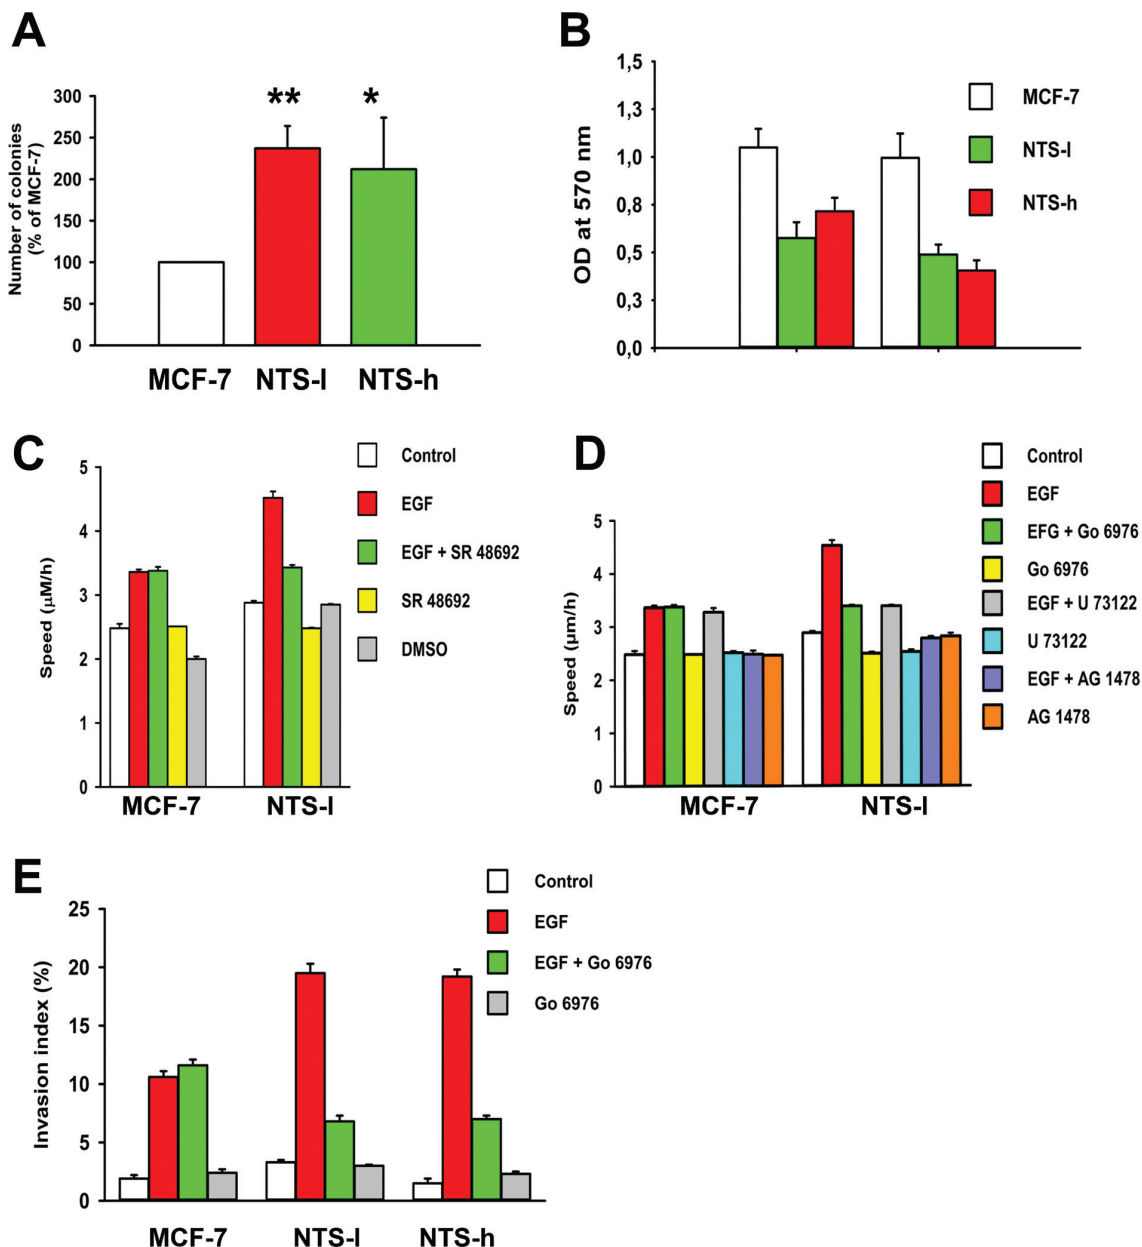 A
Number of colonies
(% of MCF-7)
300
250
200
150
100
50
0
**
*
MCF-7
NTS-l
NTS-h
B
OD at 570 nm
1,5
1,3
1,0
0,8
0,5
0,3
0,0
MCF-7
NTS-l
NTS-h
C
Speed (µM/h)
5
4
3
2
1
0
MCF-7
NTS-l
Control
EGF
EGF + SR 48692
SR 48692
DMSO
D
Speed (µm/h)
5
4
3
2
1
0
MCF-7
NTS-l
Control
EGF
EFG + Go 6976
Go 6976
EGF + U 73122
U 73122
EGF + AG 1478
AG 1478
E
Invasion index (%)
25
20
15
10
5
0
MCF-7
NTS-l
NTS-h
Control
EGF
EGF + Go 6976
Go 6976